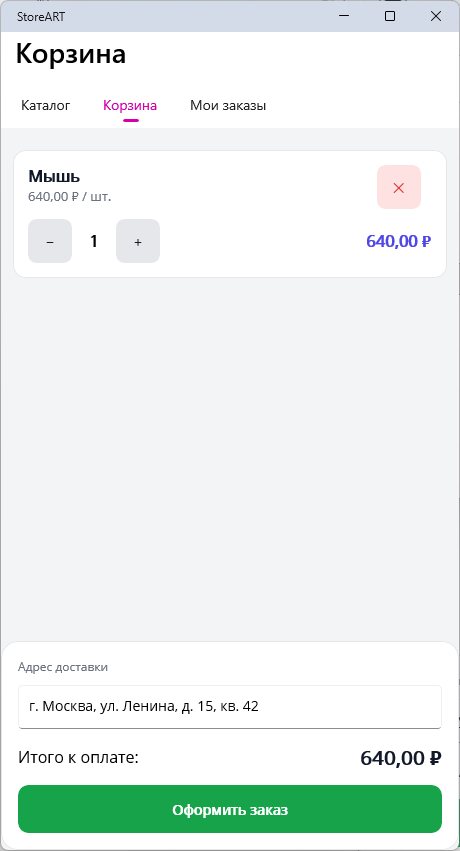 StoreART
Корзина
Каталог Корзина Мои заказы
Мышь
640,00 ₽ / шт.
− 1 + 640,00 ₽
Адрес доставки
г. Москва, ул. Ленина, д. 15, кв. 42
Итого к оплате: 640,00 ₽
Оформить заказ